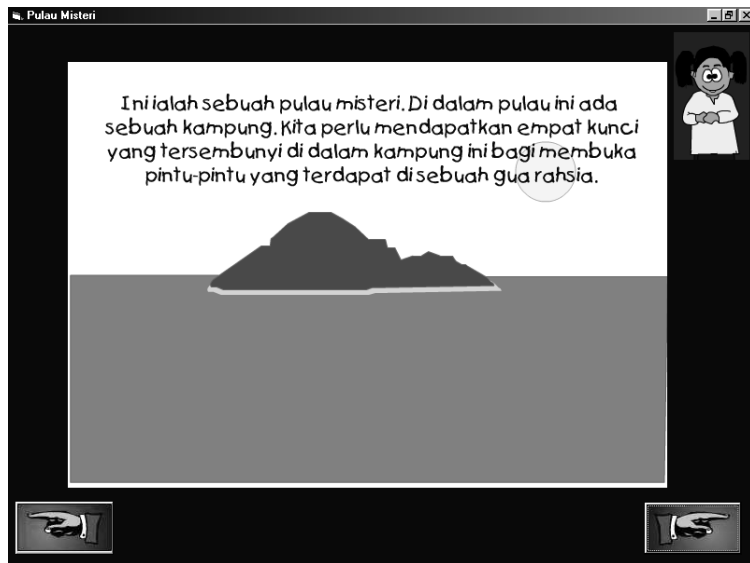 Pulau Misteri
Ini ialah sebuah pulau misteri. Di dalam pulau ini ada
sebuah kampung. Kita perlu mendapatkan empat kunci
yang tersembunyi di dalam kampung ini bagi membuka
pintu-pintu yang terdapat di sebuah gua rahsia.